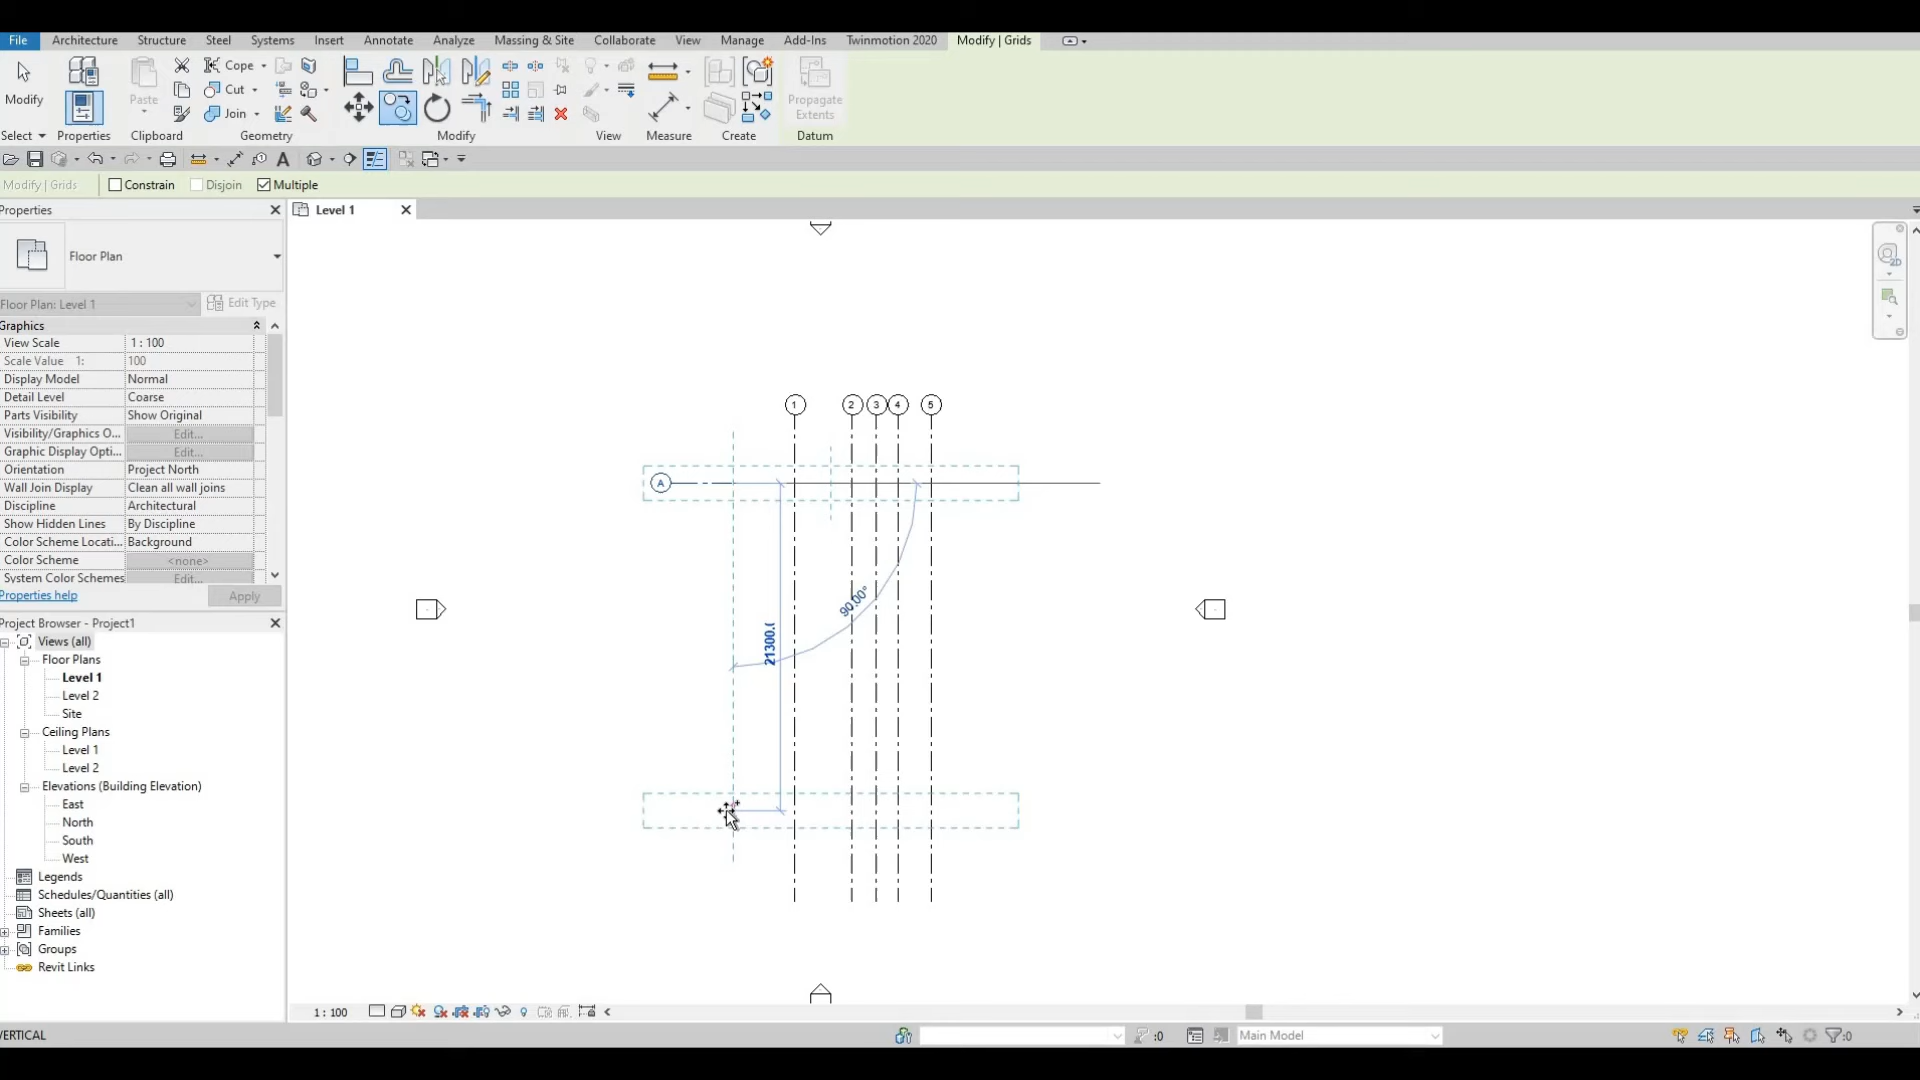 File Architecture Structure Steel Systems Insert Annotate Analyze Massing & Site Collaborate View Manage Add-Ins Twinmotion 2020 Modify | Grids
Modify Paste Cope Cut Join Propagate Extents
Select Properties Clipboard Geometry Modify View Measure Create Datum
Modify | Grids Constrain Disjoin Multiple
Properties
Level 1
Floor Plan
Floor Plan: Level 1 Edit Type
Graphics
View Scale 1 : 100
Scale Value 1: 100
Display Model Normal
Detail Level Coarse
Parts Visibility Show Original
Visibility/Graphics O... Edit...
Graphic Display Opti... Edit...
Orientation Project North
Wall Join Display Clean all wall joins
Discipline Architectural
Show Hidden Lines By Discipline
Color Scheme Locati... Background
Color Scheme <none>
System Color Schemes Edit...
Properties help Apply
Project Browser - Project1
Views (all)
Floor Plans
Level 1
Level 2
Site
Ceiling Plans
Level 1
Level 2
Elevations (Building Elevation)
East
North
South
West
Legends
Schedules/Quantities (all)
Sheets (all)
Families
Groups
Revit Links
1 2 3 4 5
A
90.00°
21300.(
2D
1 : 100
VERTICAL
:0
Main Model
:0